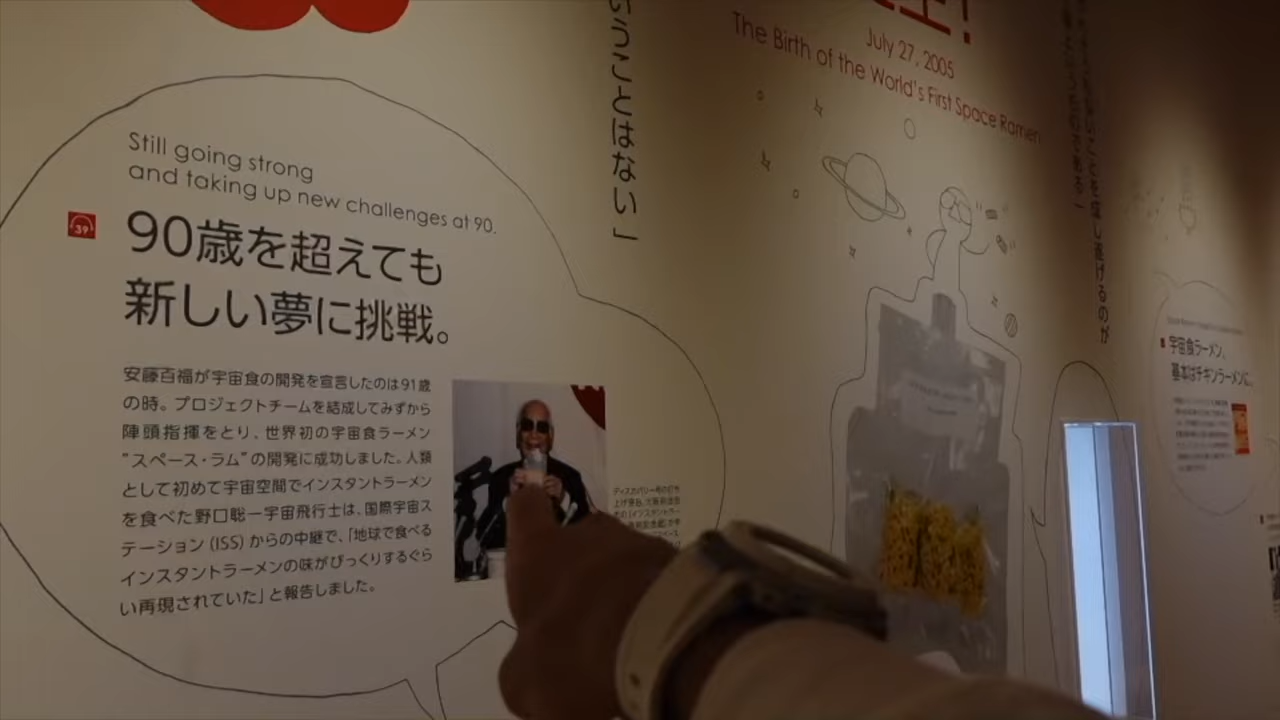 Still going strong
and taking up new challenges at 90.
39
90歳を超えても
新しい夢に挑戦。
安藤百福が宇宙食の開発を宣言したのは91歳
の時。プロジェクトチームを結成してみずから
陣頭指揮をとり、世界初の宇宙食ラーメン
"スペース・ラム"の開発に成功しました。人類
として初めて宇宙空間でインスタントラーメン
を食べた野口聡一宇宙飛行士は、国際宇宙ス
テーション(ISS)からの中継で、「地球で食べる
インスタントラーメンの味がびっくりするぐら
い再現されていた」と報告しました。
うことはない」
July 27, 2005
The Birth of the World's First Space Ramen
ことを成し遂げるのが
宇宙食ラーメン、
基本はチキンラーメンに。